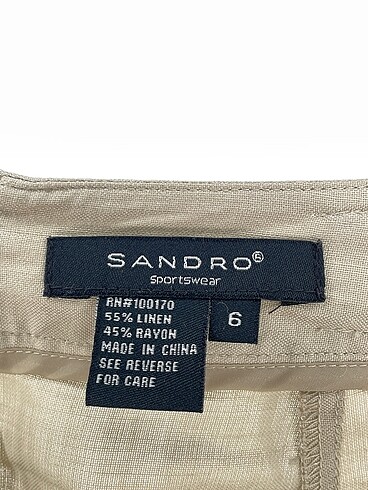 SANDRO®
Sportswear
RN#100170
55% LINEN
45% RAYON
MADE IN CHINA
SEE REVERSE
FOR CARE
6